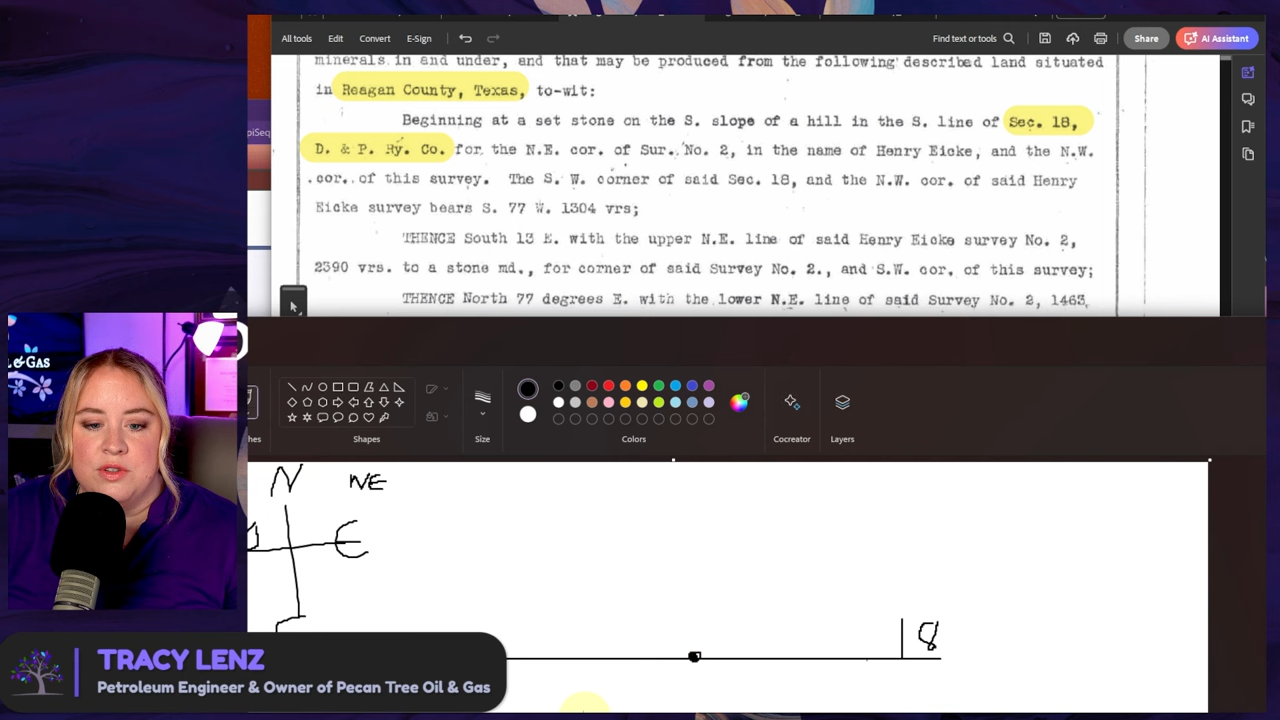 All tools Edit Convert E-Sign Find text or tools Share AI Assistant
minerals in and under, and that may be produced from the following described land situated
in Reagan County, Texas, to-wit:
Beginning at a set stone on the S. slope of a hill in the S. line of Sec. 18,
D. & P. Ry. Co. for the N.E. cor. of Sur. No. 2, in the name of Henry Eicke, and the N.W.
cor. of this survey. The S. W. corner of said Sec. 18, and the N.W. cor. of said Henry
Eicke survey bears S. 77 W. 1304 vrs;
THENCE South 13 E. with the upper N.E. line of said Henry Eicke survey No. 2,
2390 vrs. to a stone md., for corner of said Survey No. 2., and S.W. cor. of this survey;
THENCE North 77 degrees E. with the lower N.E. line of said Survey No. 2, 1463
piSeq
hes Shapes Size Colors Cocreator Layers
N NE
E
18
& GAS
TRACY LENZ
Petroleum Engineer & Owner of Pecan Tree Oil & Gas